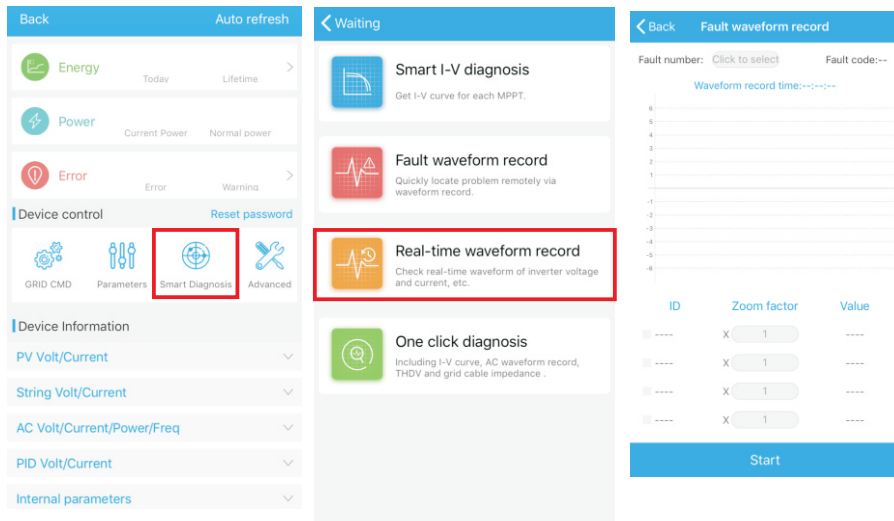 Back Auto refresh
Energy
Today Lifetime
Power
Current Power Normal power
Error
Error Warning
Device control Reset password
GRID CMD Parameters Smart Diagnosis Advanced
Device Information
PV Volt/Current
String Volt/Current
AC Volt/Current/Power/Freq
PID Volt/Current
Internal parameters
Waiting
Smart I-V diagnosis
Get I-V curve for each MPPT.
Fault waveform record
Quickly locate problem remotely via
waveform record.
Real-time waveform record
Check real-time waveform of inverter voltage
and current, etc.
One click diagnosis
Including I-V curve, AC waveform record,
THDV and grid cable impedance .
Back Fault waveform record
Fault number: Click to select Fault code:--
Waveform record time:--:--:--
6
5
4
3
2
1
-1
-2
-3
-4
-5
-6
ID Zoom factor Value
---- X 1 ----
---- X 1 ----
---- X 1 ----
---- X 1 ----
Start